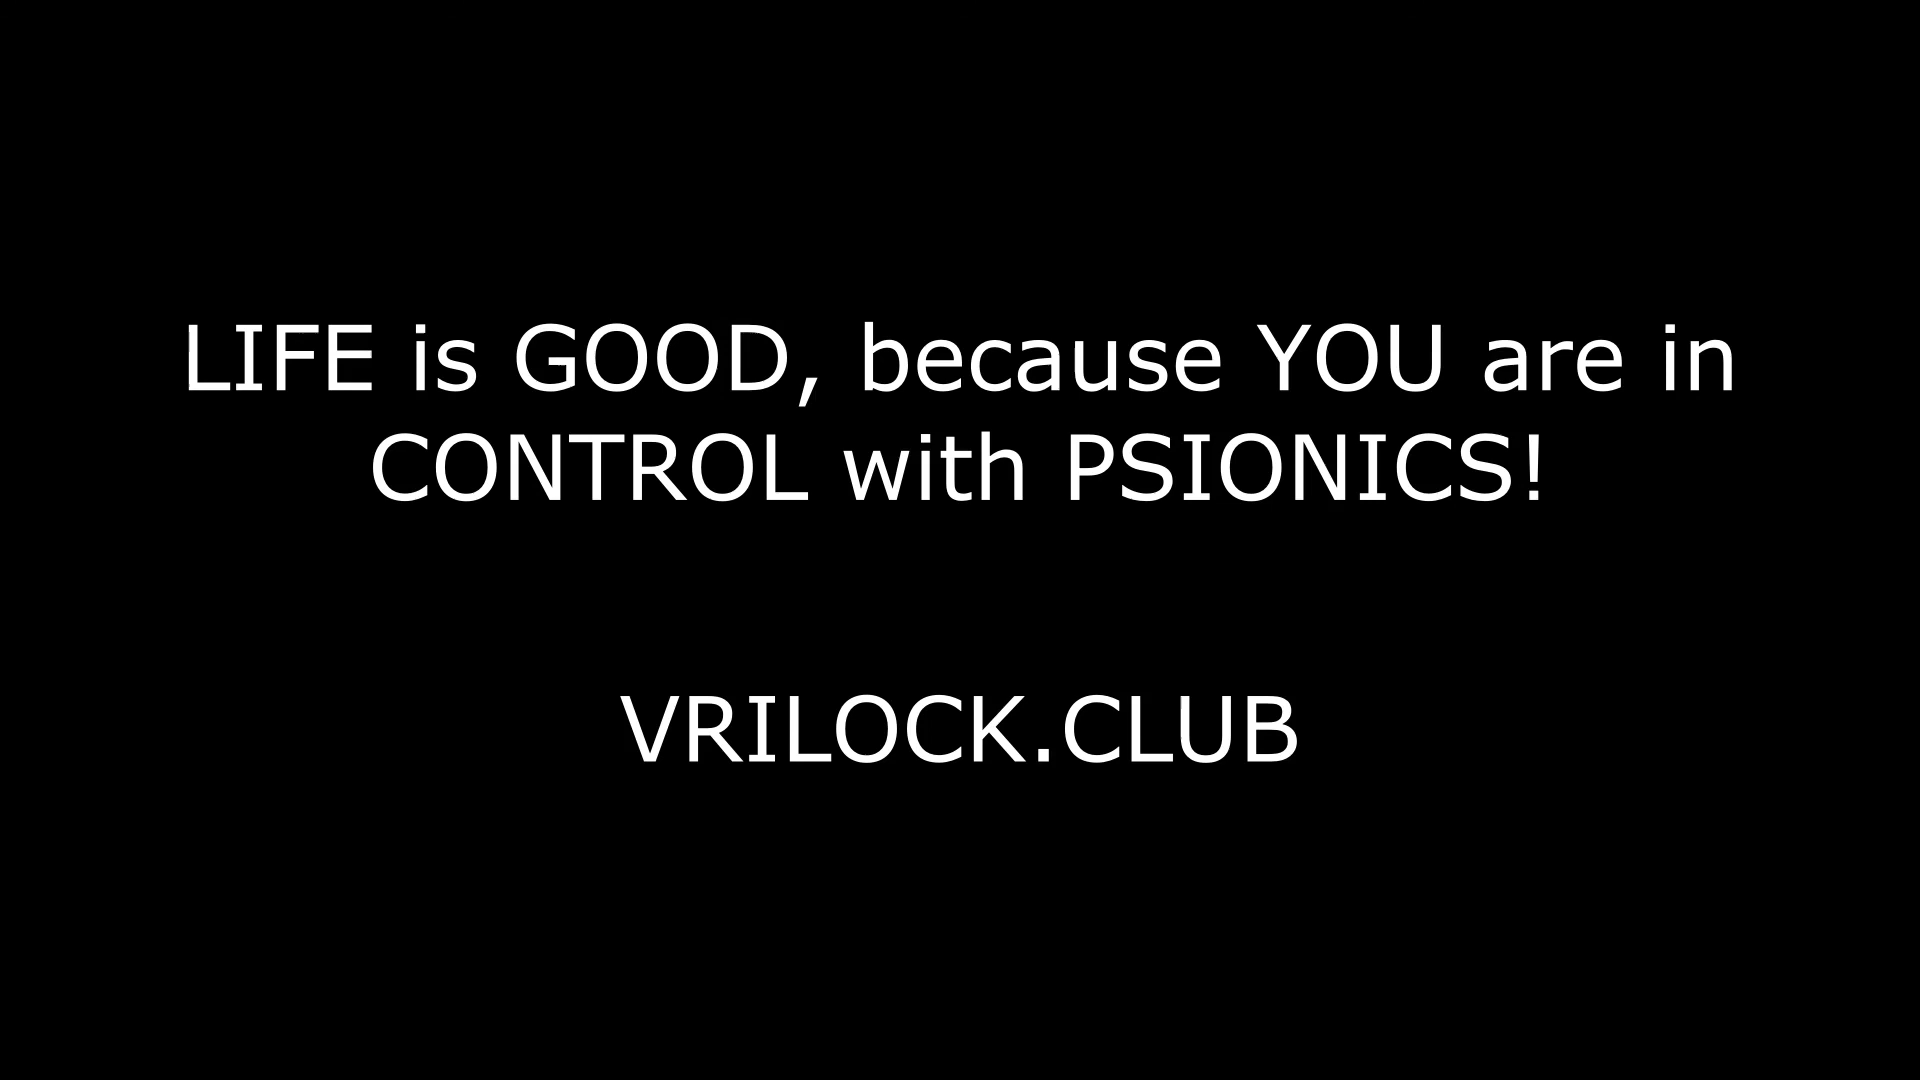 LIFE is GOOD, because YOU are in
CONTROL with PSIONICS!
VRILOCK.CLUB